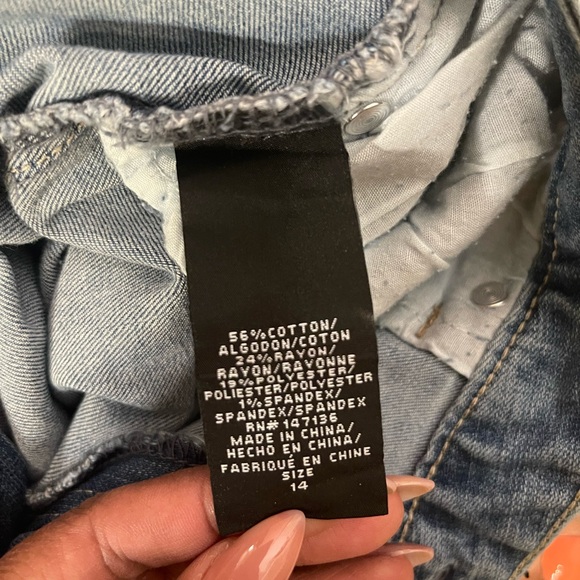 56%COTTON/
ALGODON/COTON
24%RAYON/
RAYON/RAYONNE
19%POLYESTER/
POLIESTER/POLYESTER
1%SPANDEX/
SPANDEX/SPANDEX
RN# 147136
MADE IN CHINA/
HECHO EN CHINA/
FABRIQUÉ EN CHINE
SIZE
14